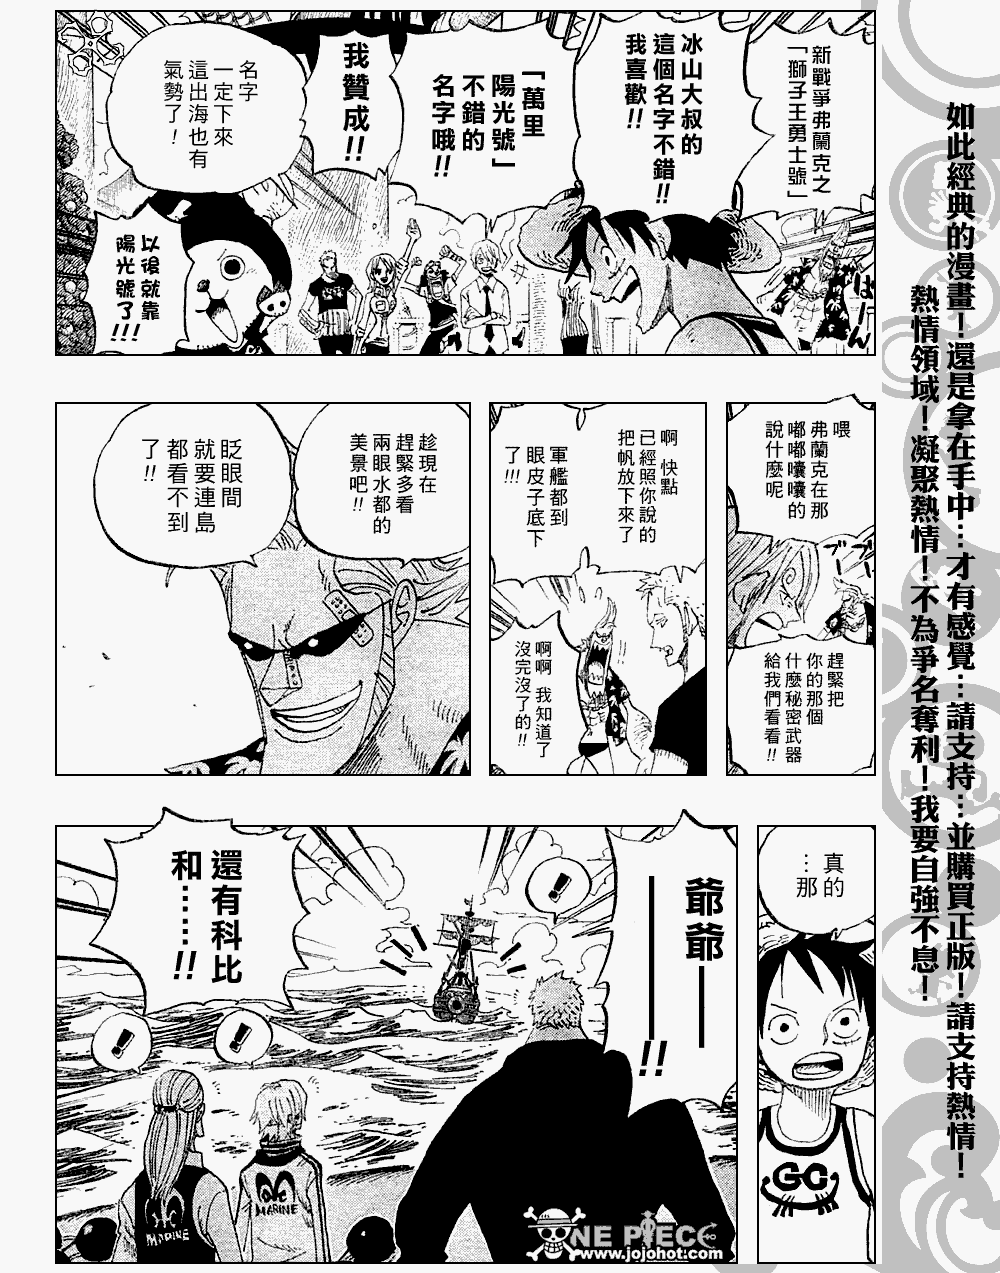 新戰爭弗蘭克之
「獅子王勇士號」
冰山大叔的
這個名字不錯!!
我喜歡!!
「萬里
陽光號」
不錯的
名字哦!!
我贊成!!
名字
一定下來
這出海也有
氣勢了!
以後就靠
陽光號了!!!
喂
弗蘭克在那
嘟嘟囔囔的
說什麼呢
趕緊把
你的那個
什麼秘密武器
給我們看看!!
啊 快點
已經照你說的
把帆放下來了
軍艦都到
眼皮子底下
了!!!
啊啊 我知道了
沒完沒了的!!
趁現在
趕緊多看
兩眼水都的
美景吧!!
眨眼間
就要連島
都看不到
了!!
真的
…那
GC
爺爺——
——!!
還有科比
和……!!
!
!
!
MARINE
MARINE
ONE PIECE
www.jojohot.com
如此經典的漫畫!還是拿在手中…才有感覺…請支持…並購買正版!請支持熱情!
熱情領域!凝聚熱情!不為爭名奪利!我要自強不息!